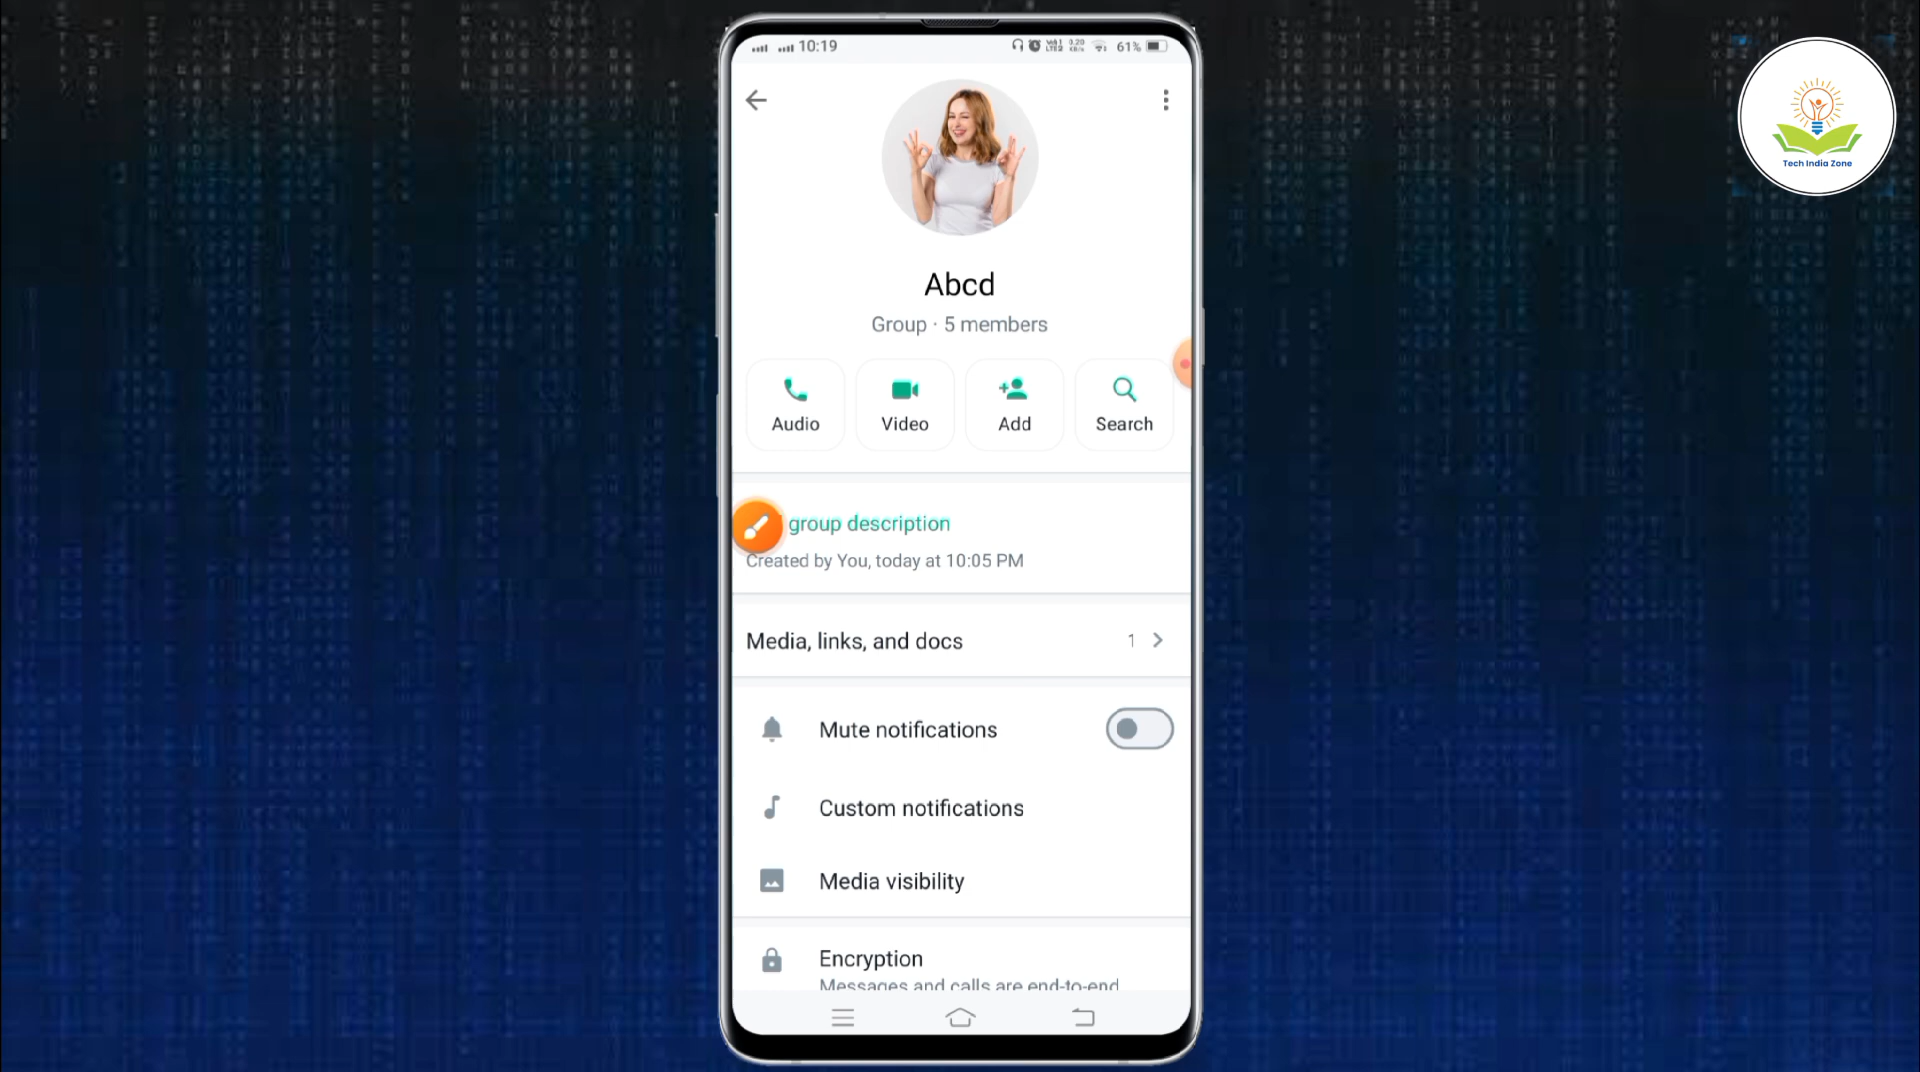 10:19
61%
Tech India Zone
Abcd
Group · 5 members
Audio
Video
Add
Search
group description
Created by You, today at 10:05 PM
Media, links, and docs 1
Mute notifications
Custom notifications
Media visibility
Encryption
Messages and calls are end-to-end